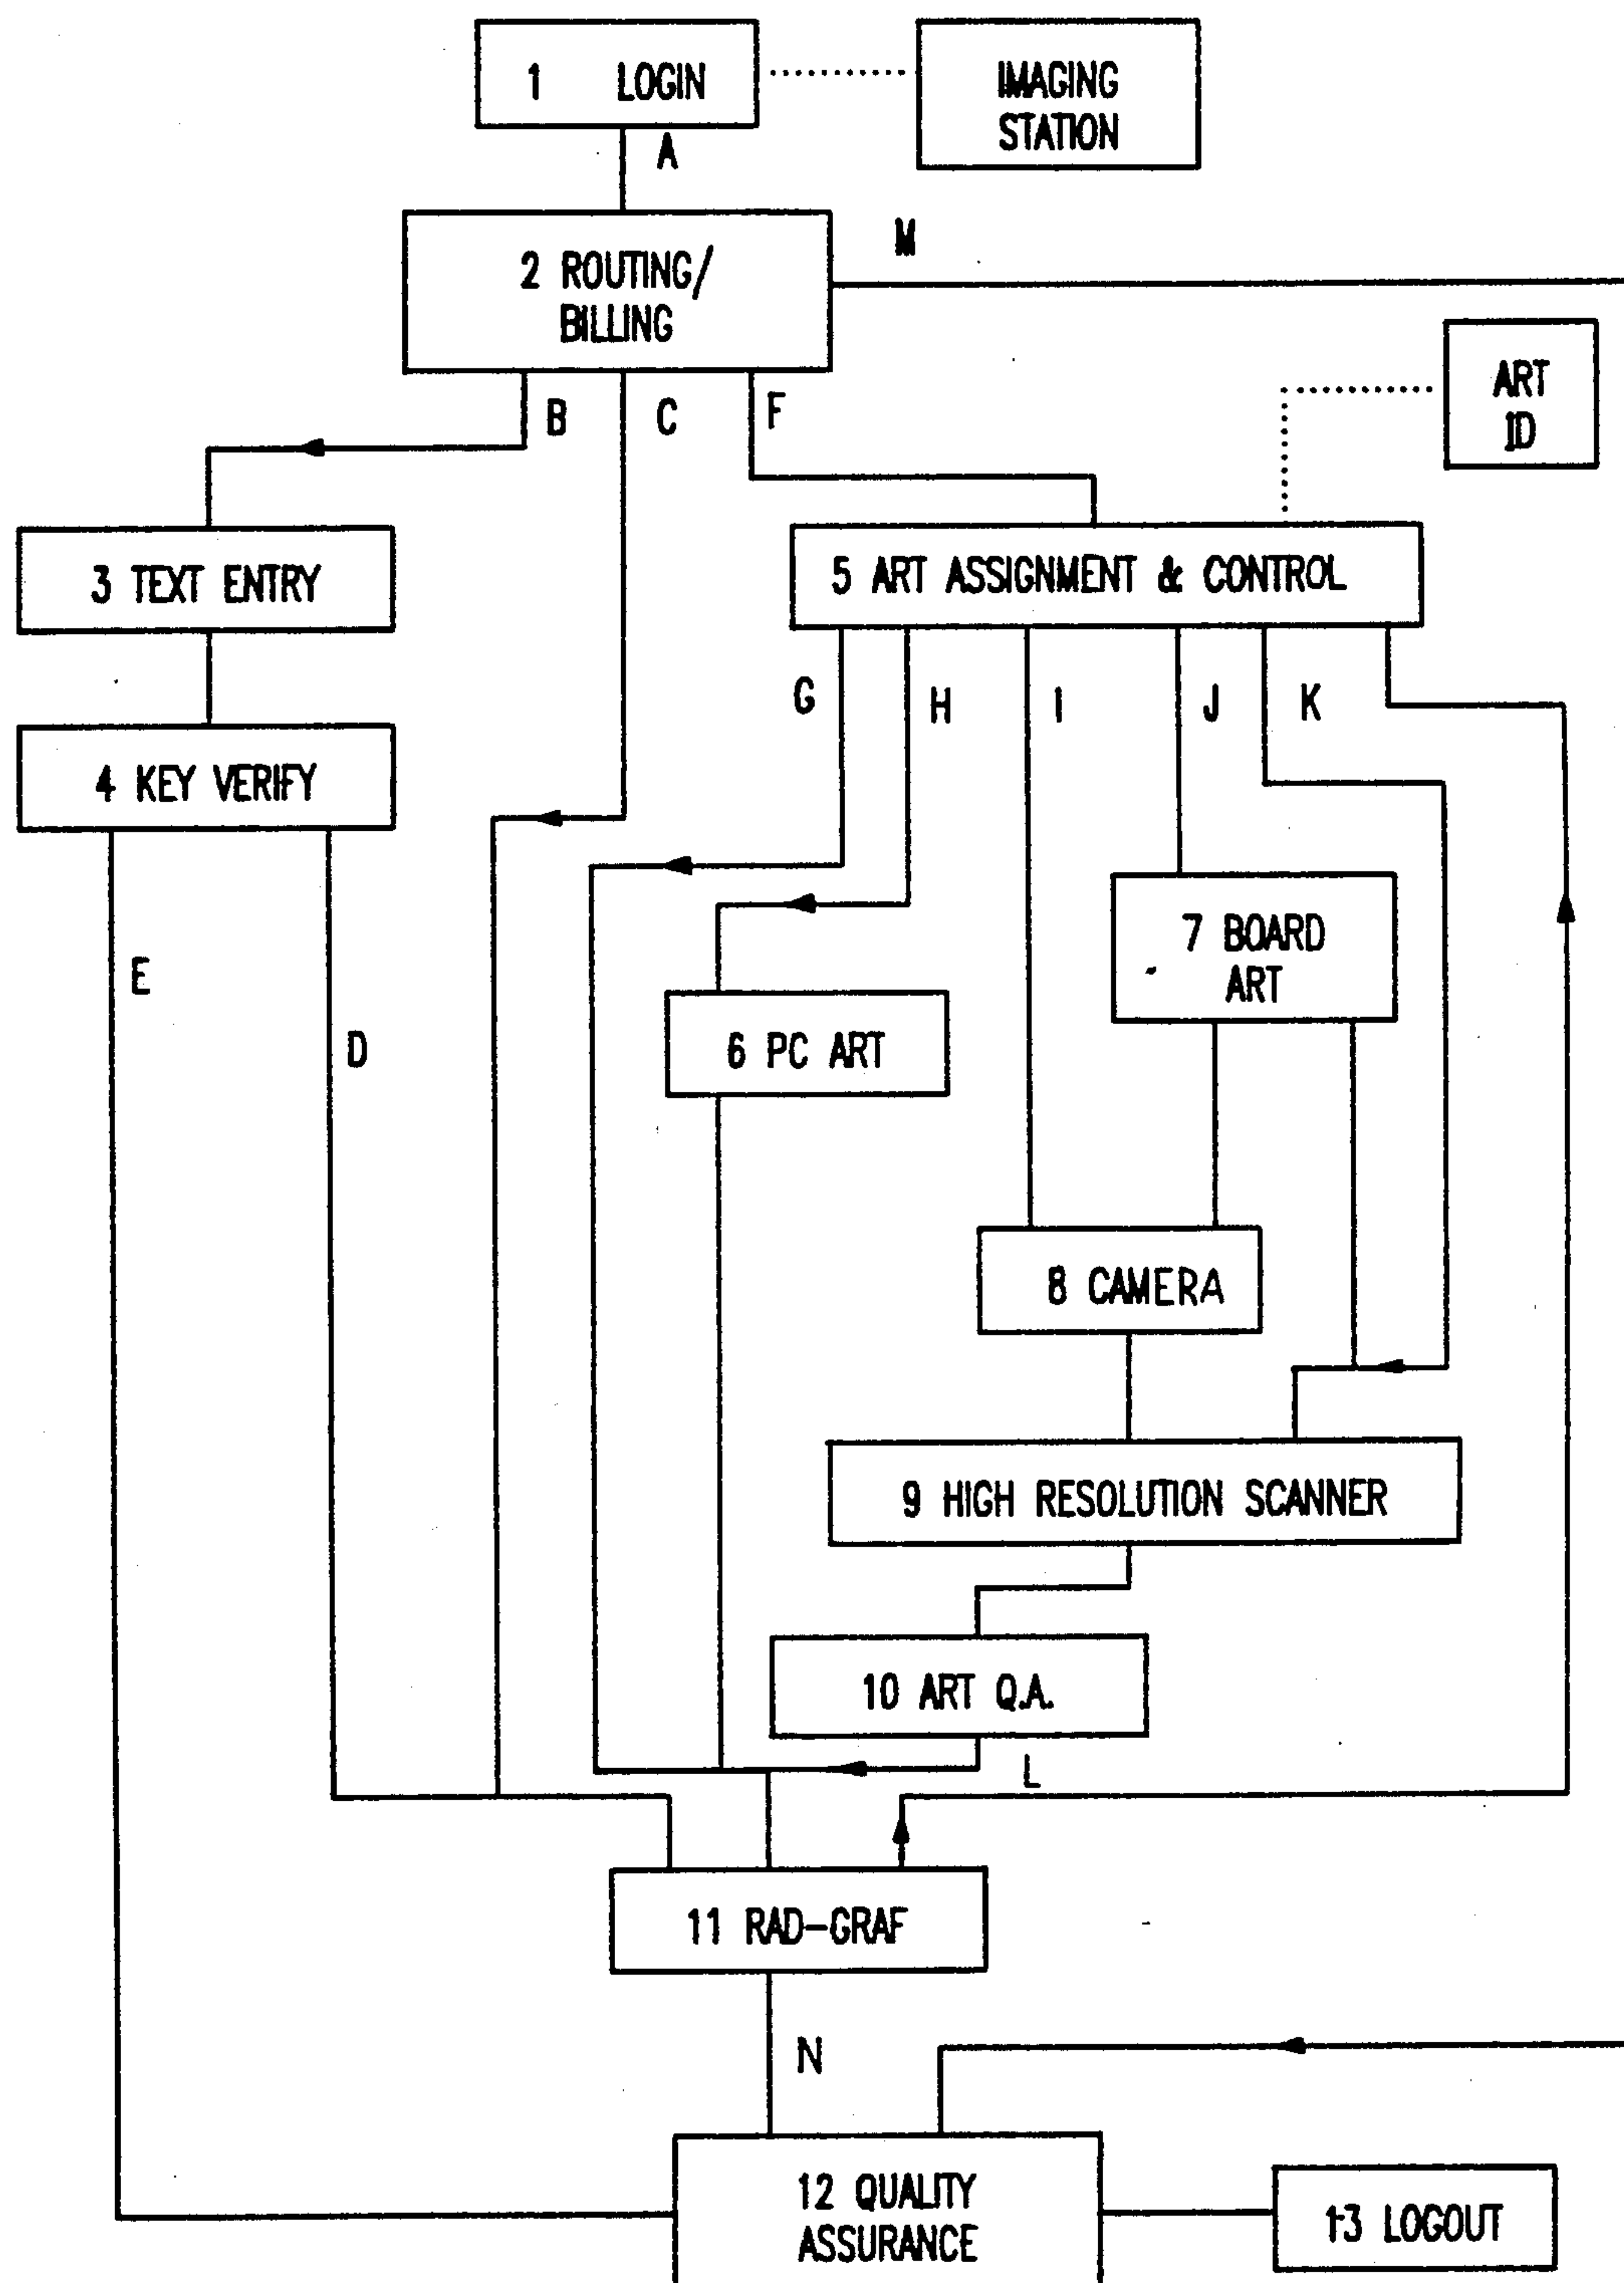 1 LOGIN
IMAGING
STATION
A
M
2 ROUTING/
BILLING
ART
ID
B
C
F
3 TEXT ENTRY
5 ART ASSIGNMENT & CONTROL
G
H
I
J
K
4 KEY VERIFY
7 BOARD
ART
E
D
6 PC ART
8 CAMERA
9 HIGH RESOLUTION SCANNER
10 ART Q.A.
L
11 RAD-GRAF
N
12 QUALITY
ASSURANCE
13 LOGOUT